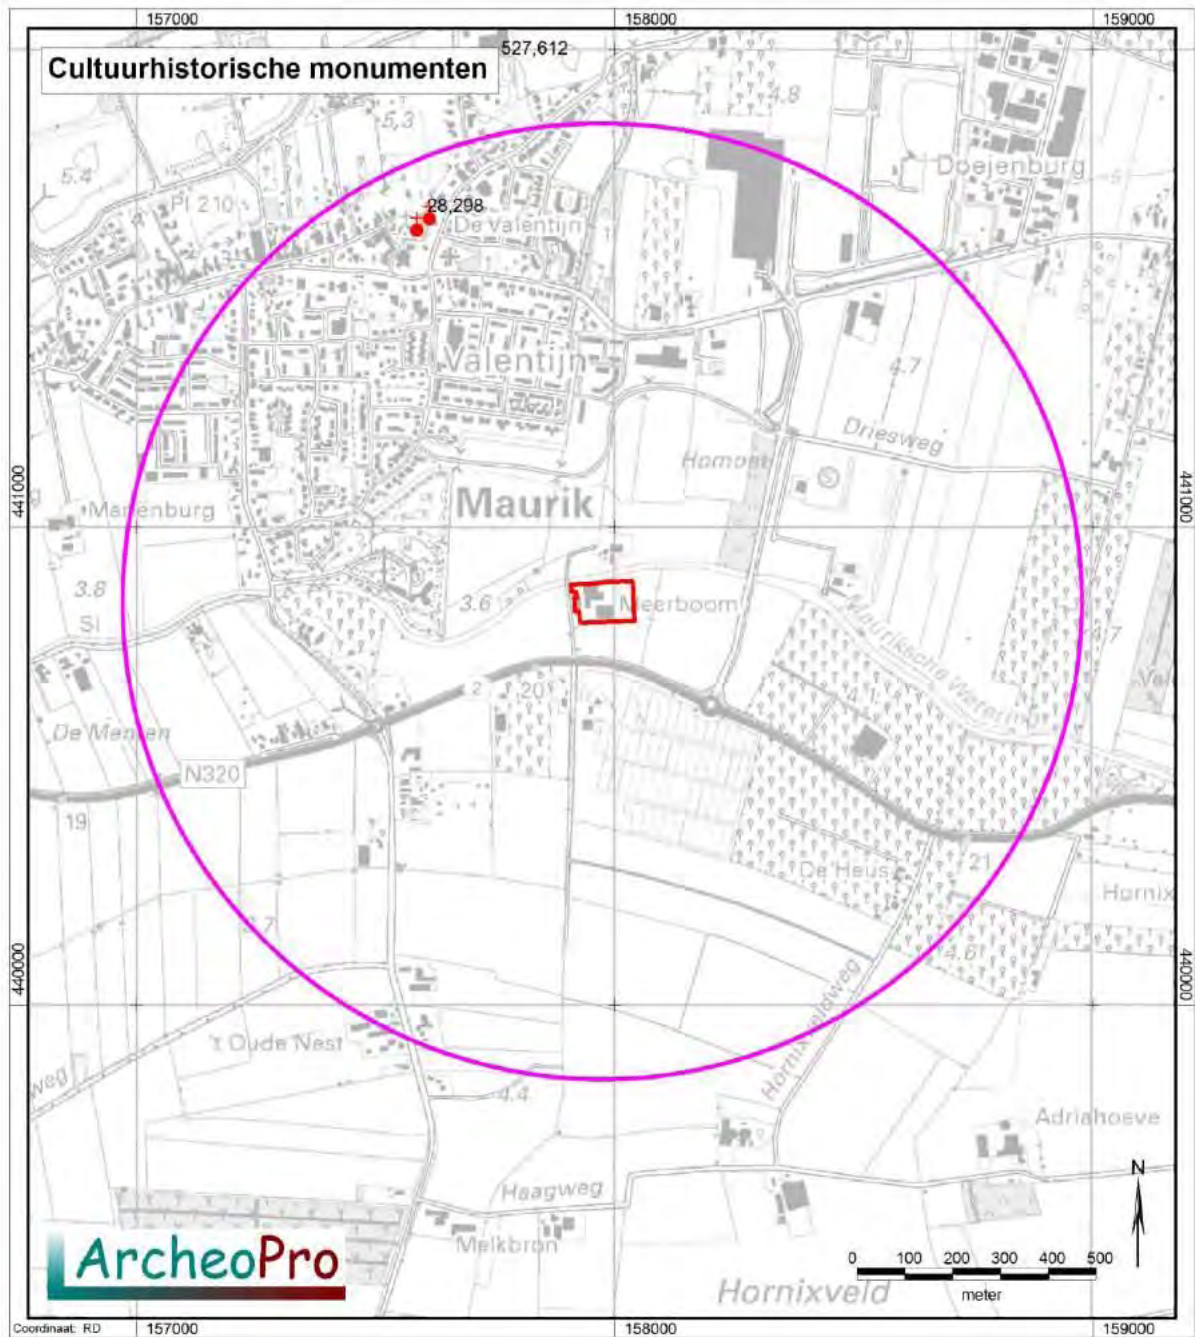 157000
158000
159000
Cultuurhistorische monumenten
527,612
4.8
5,3
5.4
Doejenburg
Pl 210
28,298
De Valentijn
Valentijn
4.7
Driesweg
Homoet
441000
441000
Maurik
Marienburg
3.8
3.6
Meerboom
Sl
4.7
Mauriksche Wetering
4.1
2
20
De Menten
N320
19
21
De Heus
Hornix
4.6
440000
440000
't Oude Nest
weg
Hornixveldweg
4.4
Adriahoeve
N
Haagweg
Melkbron
ArcheoPro
0 100 200 300 400 500
meter
Hornixveld
Coordinaat: RD
157000
158000
159000